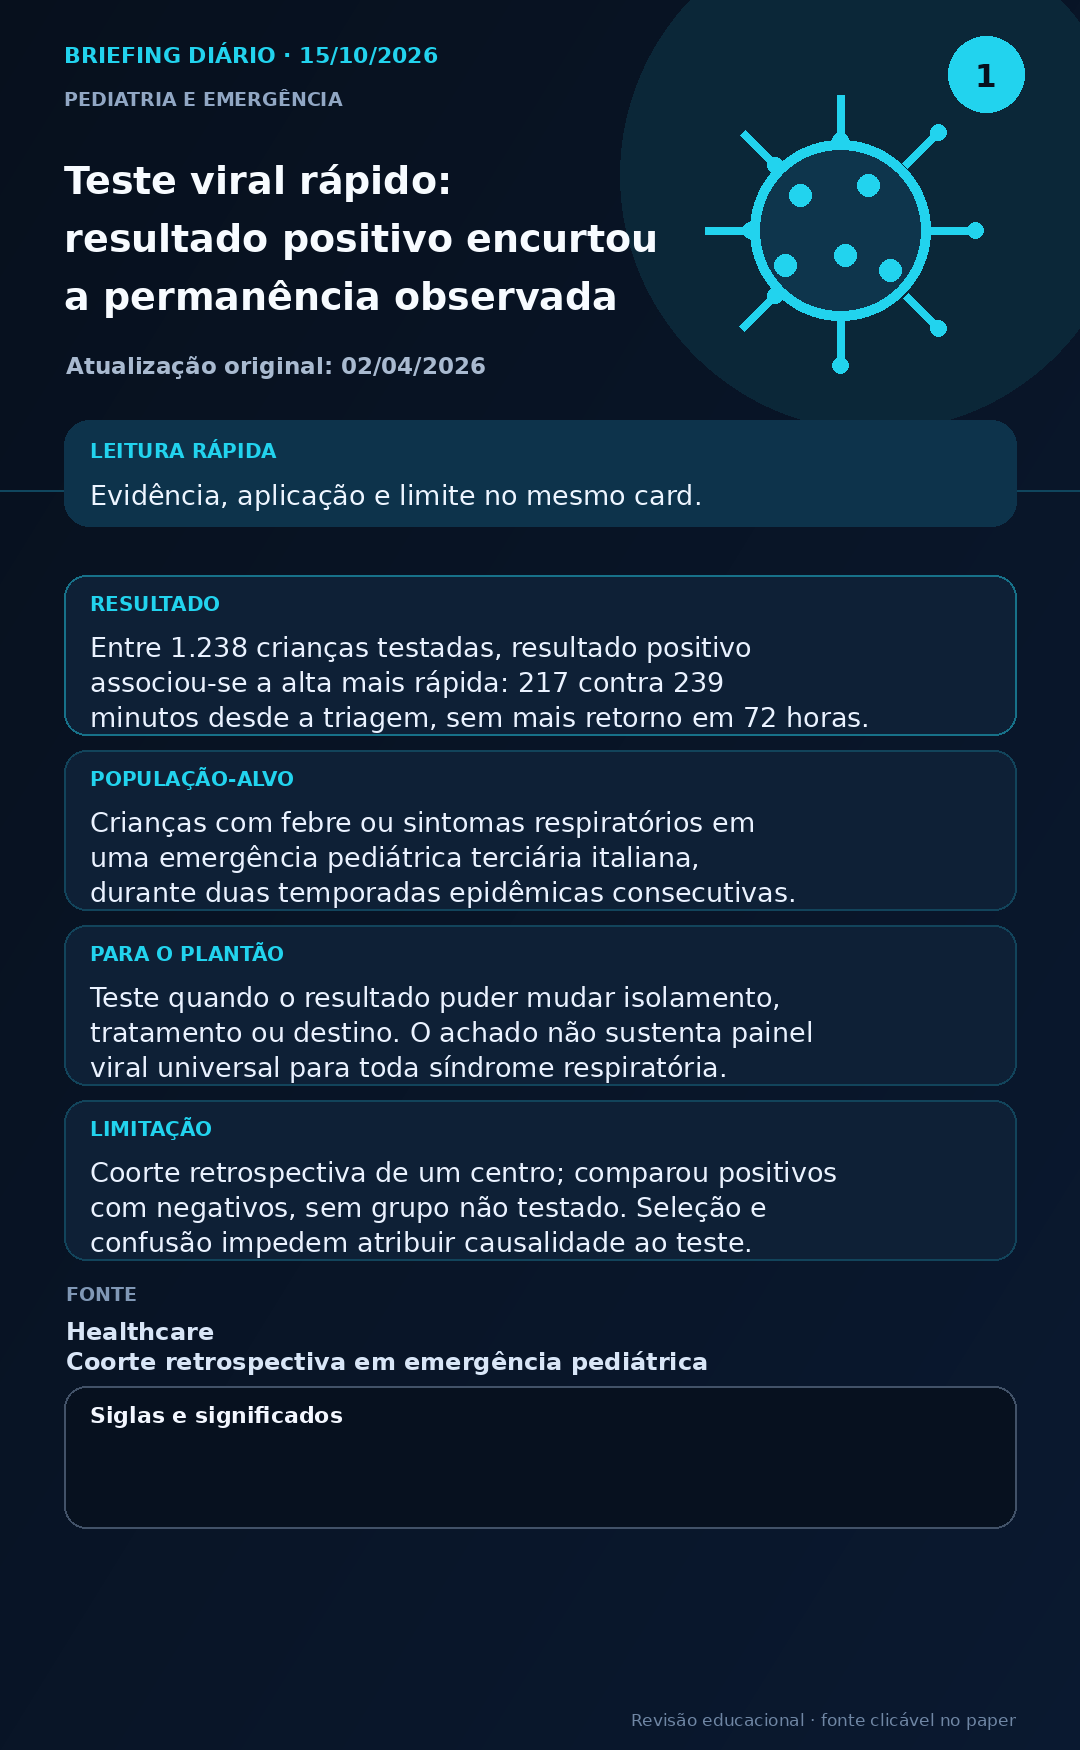 BRIEFING DIÁRIO · 15/10/2026
1
PEDIATRIA E EMERGÊNCIA
Teste viral rápido:
resultado positivo encurtou
a permanência observada
Atualização original: 02/04/2026
LEITURA RÁPIDA
Evidência, aplicação e limite no mesmo card.
RESULTADO
Entre 1.238 crianças testadas, resultado positivo
associou-se a alta mais rápida: 217 contra 239
minutos desde a triagem, sem mais retorno em 72 horas.
POPULAÇÃO-ALVO
Crianças com febre ou sintomas respiratórios em
uma emergência pediátrica terciária italiana,
durante duas temporadas epidêmicas consecutivas.
PARA O PLANTÃO
Teste quando o resultado puder mudar isolamento,
tratamento ou destino. O achado não sustenta painel
viral universal para toda síndrome respiratória.
LIMITAÇÃO
Coorte retrospectiva de um centro; comparou positivos
com negativos, sem grupo não testado. Seleção e
confusão impedem atribuir causalidade ao teste.
FONTE
Healthcare
Coorte retrospectiva em emergência pediátrica
Siglas e significados
Revisão educacional · fonte clicável no paper